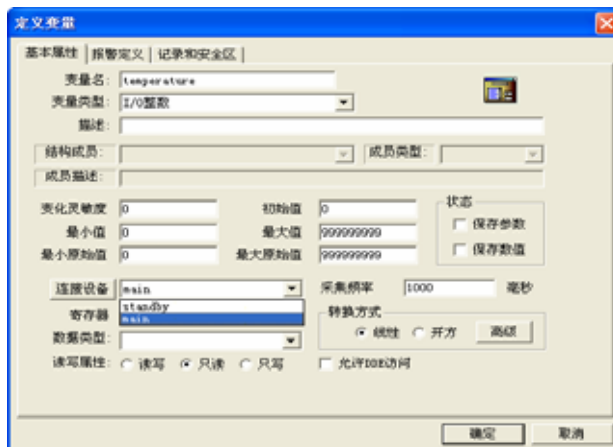 定义变量
基本属性 报警定义 记录和安全区
变量名: temperature
变量类型: I/O整数
描述:
结构成员: 成员类型:
成员描述:
变化灵敏度 0 初始值 0 状态
最小值 0 最大值 999999999 保存参数
最小原始值 0 最大原始值 999999999 保存数值
连接设备 main 采集频率 1000 毫秒
standby
寄存器 main 转换方式
数据类型: 线性 开方 高级
读写属性: 读写 只读 只写 允许DDE访问
确定 取消